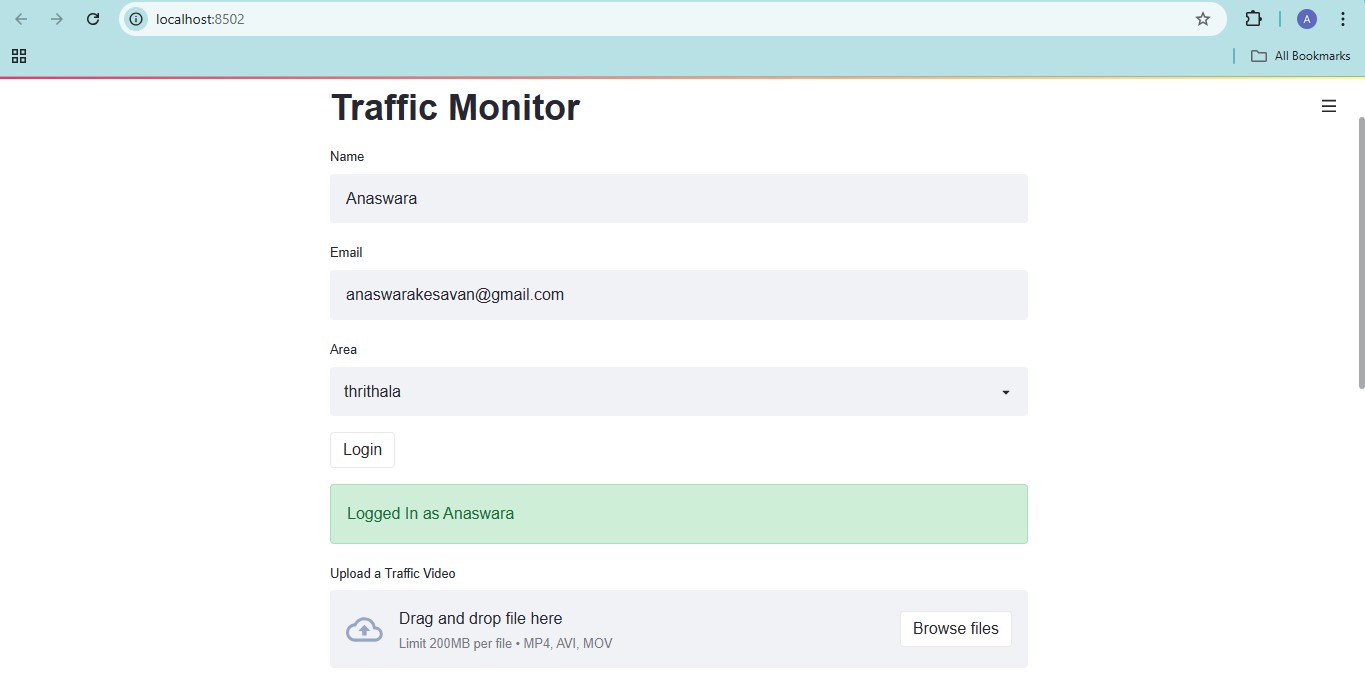 localhost:8502
A
All Bookmarks
Traffic Monitor
Name
Anaswara
Email
anaswarakesavan@gmail.com
Area
thrithala
Login
Logged In as Anaswara
Upload a Traffic Video
Drag and drop file here
Limit 200MB per file • MP4, AVI, MOV
Browse files